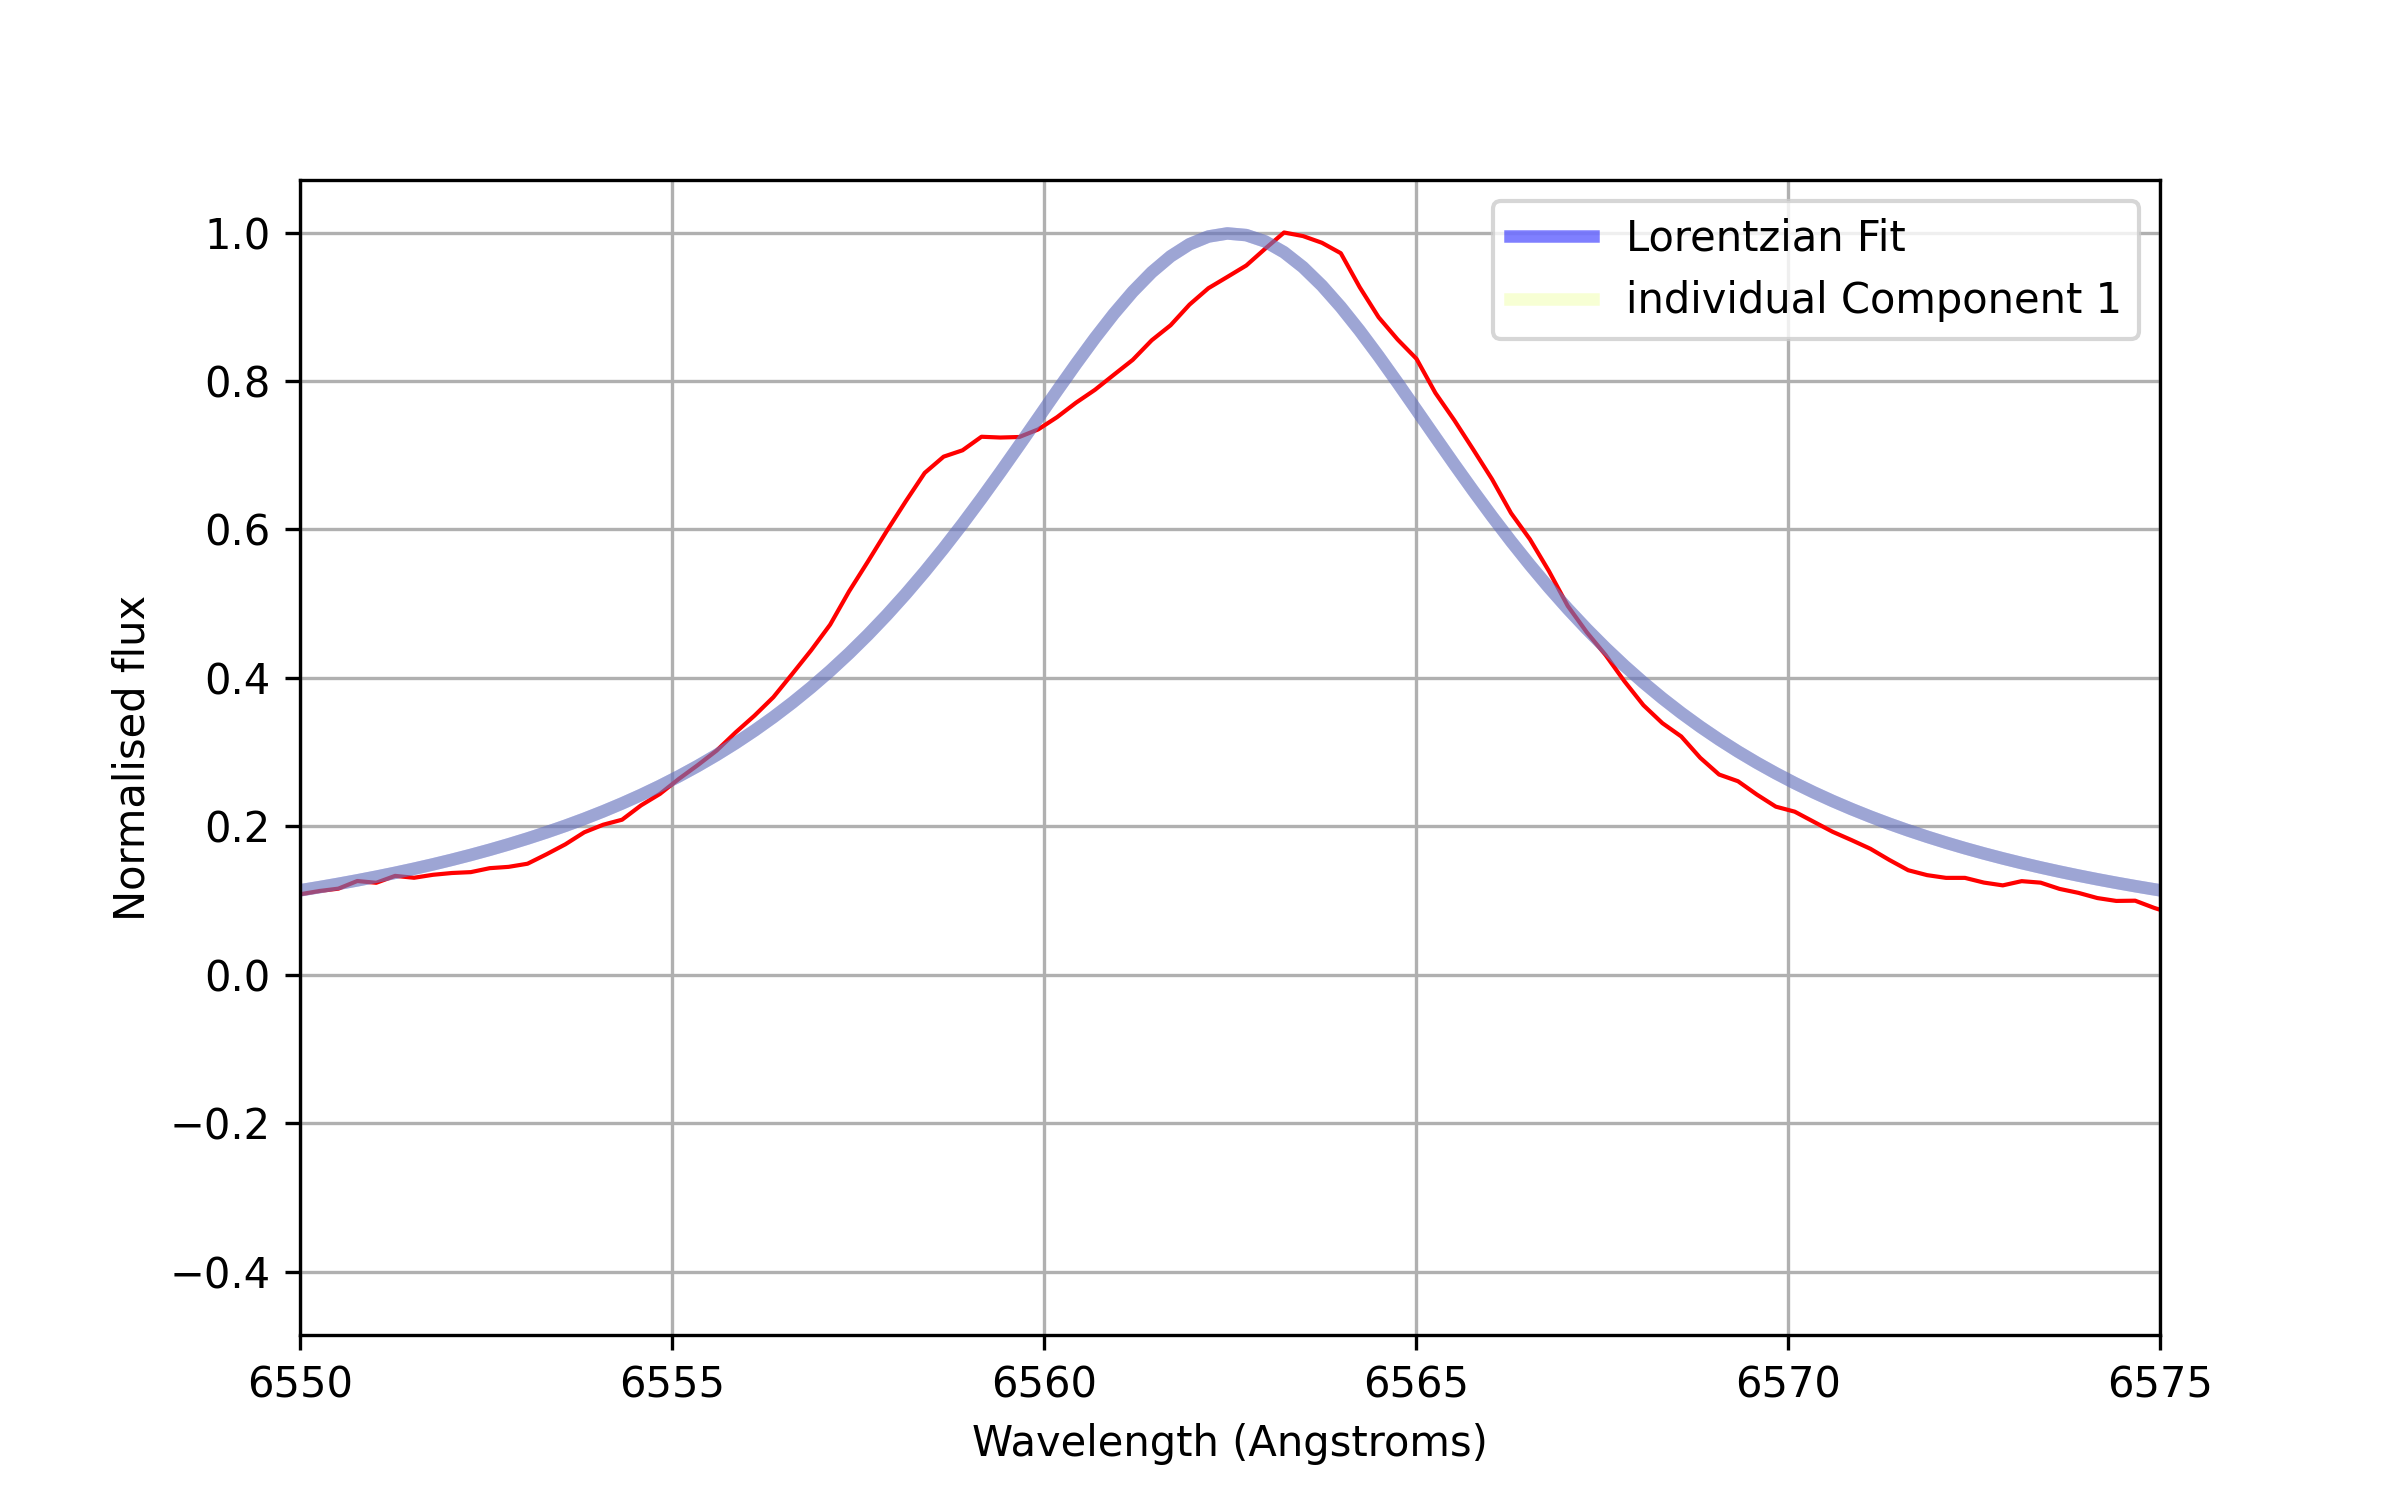 Lorentzian Fit
individual Component 1
1.0
0.8
0.6
0.4
0.2
0.0
−0.2
−0.4
Normalised flux
6550 6555 6560 6565 6570 6575
Wavelength (Angstroms)